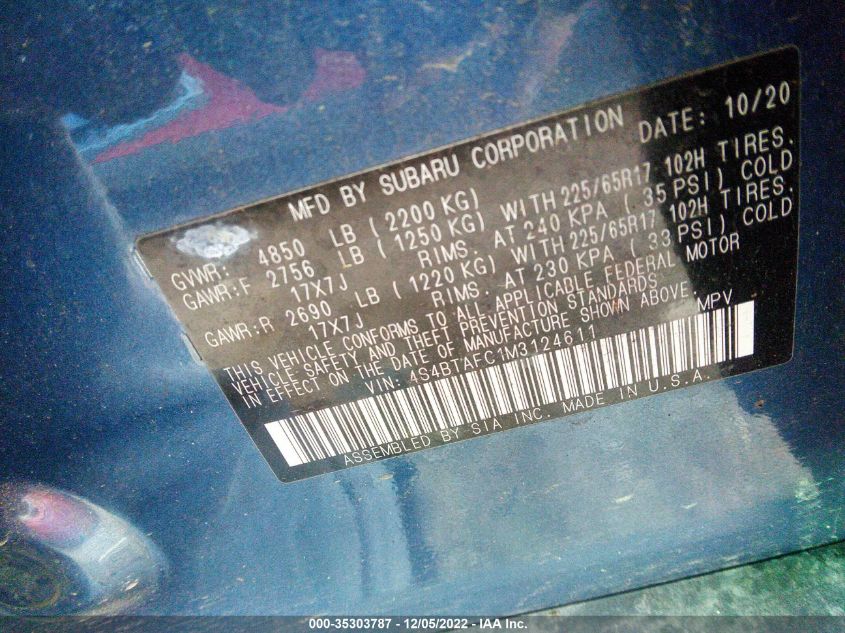 MFD BY SUBARU CORPORATION DATE: 10/20
GVWR: 4850 LB (2200 KG)
GAWR:F 2756 LB (1250 KG) WITH 225/65R17 102H TIRES.
17X7J RIMS. AT 240 KPA (35 PSI) COLD
GAWR:R 2690 LB (1220 KG) WITH 225/65R17 102H TIRES.
17X7J RIMS. AT 230 KPA (33 PSI) COLD
THIS VEHICLE CONFORMS TO ALL APPLICABLE FEDERAL MOTOR
VEHICLE SAFETY AND THEFT PREVENTION STANDARDS
IN EFFECT ON THE DATE OF MANUFACTURE SHOWN ABOVE.
VIN: 4S4BTAFC1M3124611 MPV
ASSEMBLED BY SIA INC. MADE IN U.S.A.
000-35303787 - 12/05/2022 - IAA Inc.